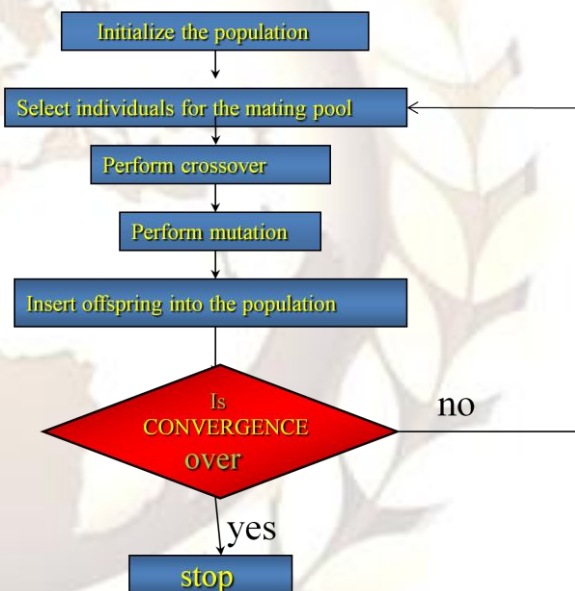 Initialize the population
Select individuals for the mating pool
Perform crossover
Perform mutation
Insert offspring into the population
Is
CONVERGENCE
over
no
yes
stop